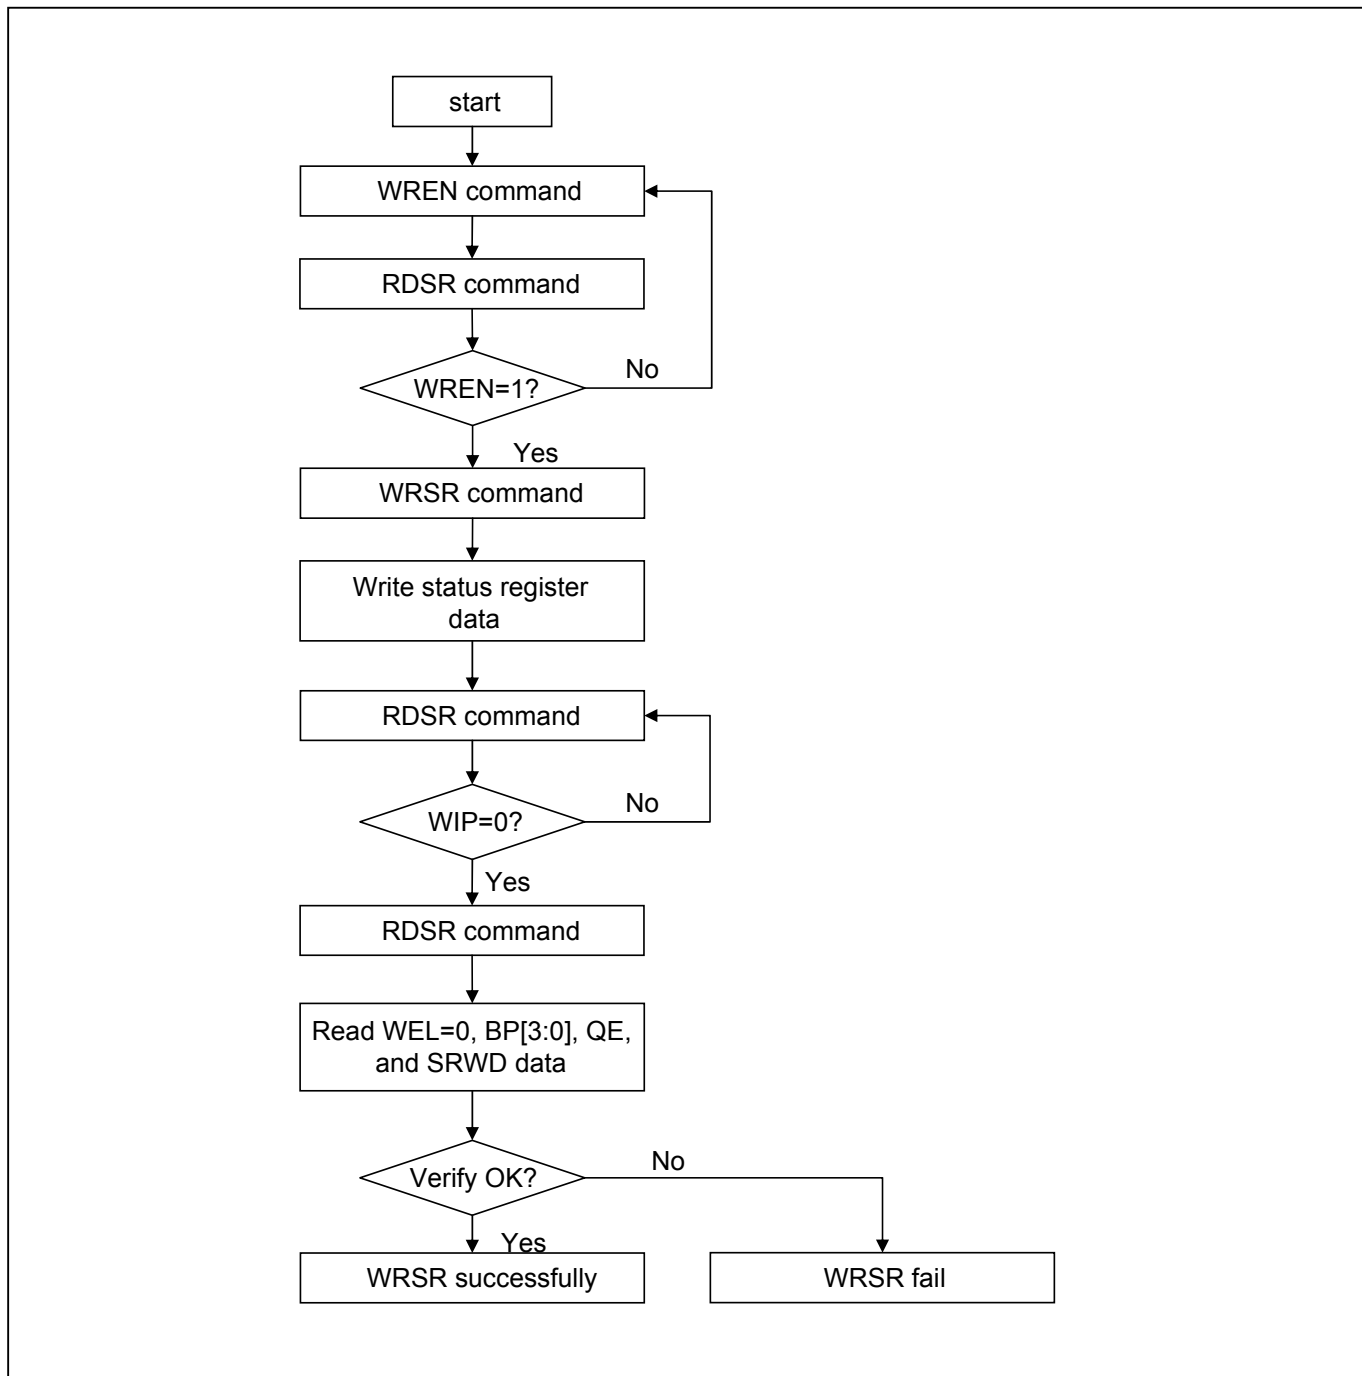 start
WREN command
RDSR command
WREN=1?
No
Yes
WRSR command
Write status register
data
RDSR command
WIP=0?
No
Yes
RDSR command
Read WEL=0, BP[3:0], QE,
and SRWD data
Verify OK?
No
Yes
WRSR successfully
WRSR fail